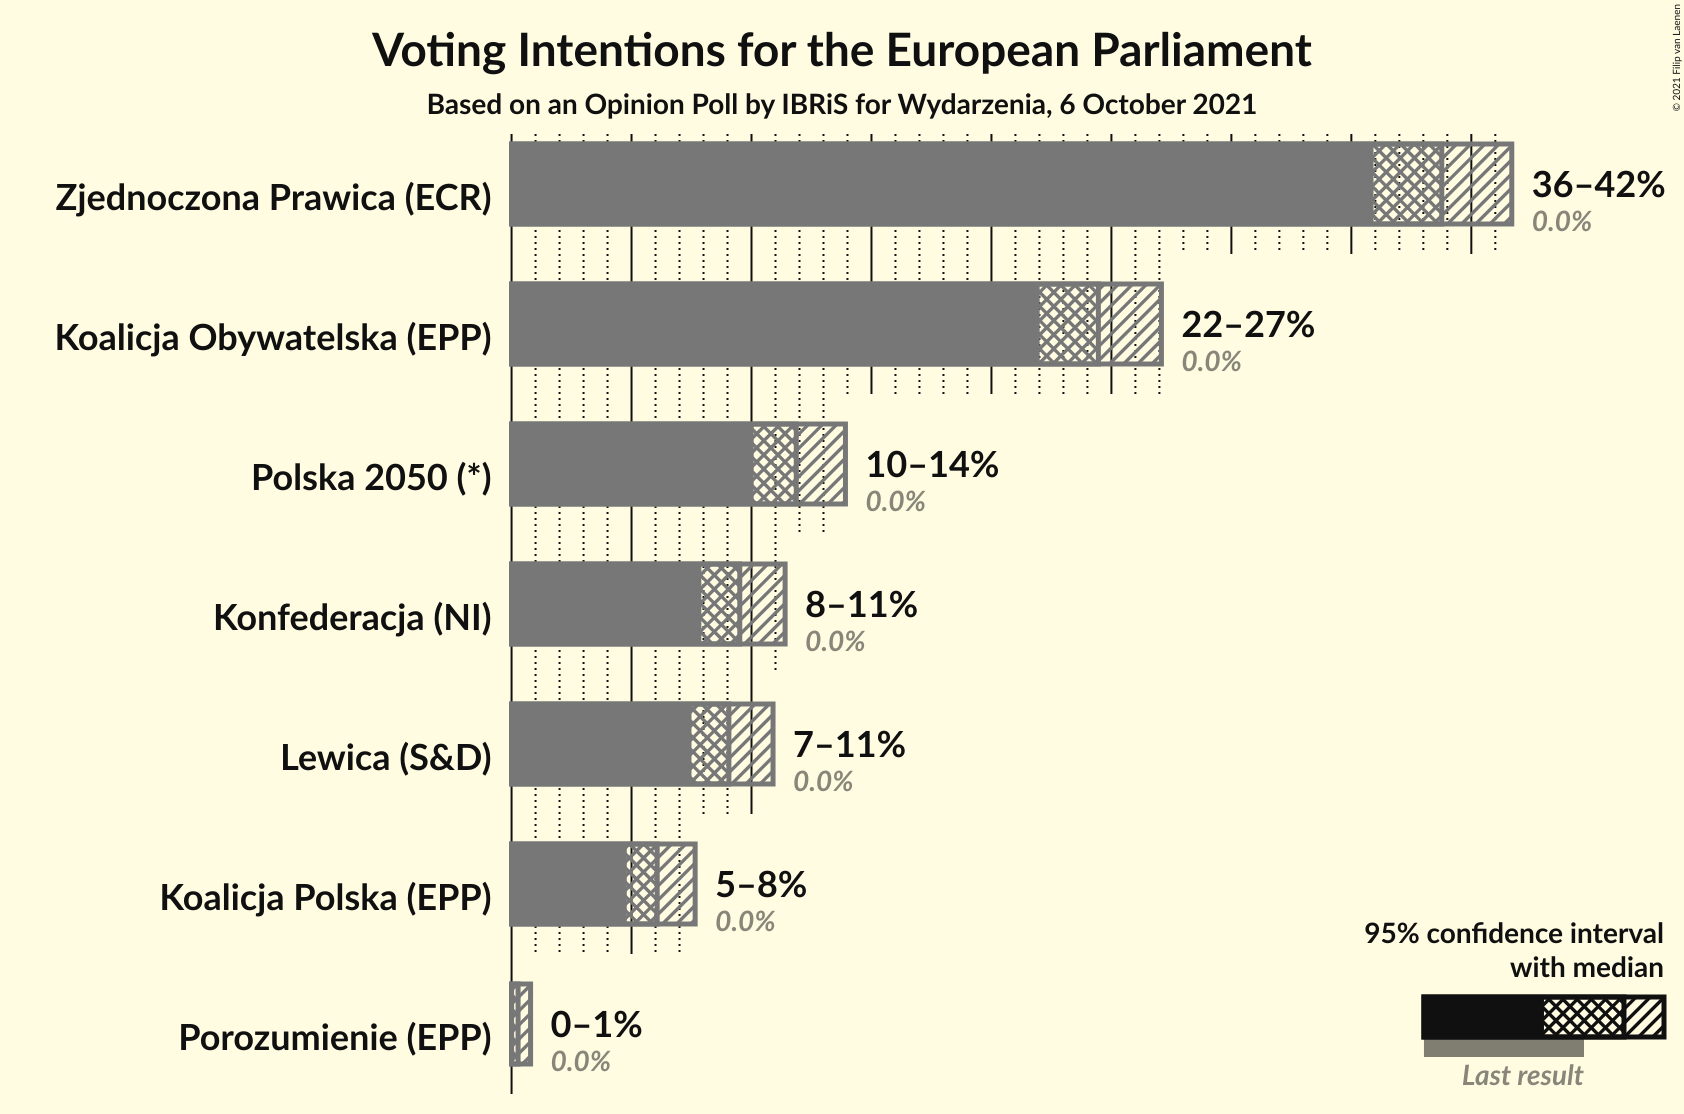 Voting Intentions for the European Parliament
Based on an Opinion Poll by IBRiS for Wydarzenia, 6 October 2021
© 2021 Filip van Laenen
Zjednoczona Prawica (ECR)
36–42%
0.0%
Koalicja Obywatelska (EPP)
22–27%
0.0%
Polska 2050 (*)
10–14%
0.0%
Konfederacja (NI)
8–11%
0.0%
Lewica (S&D)
7–11%
0.0%
Koalicja Polska (EPP)
5–8%
0.0%
Porozumienie (EPP)
0–1%
0.0%
95% confidence interval
with median
Last result